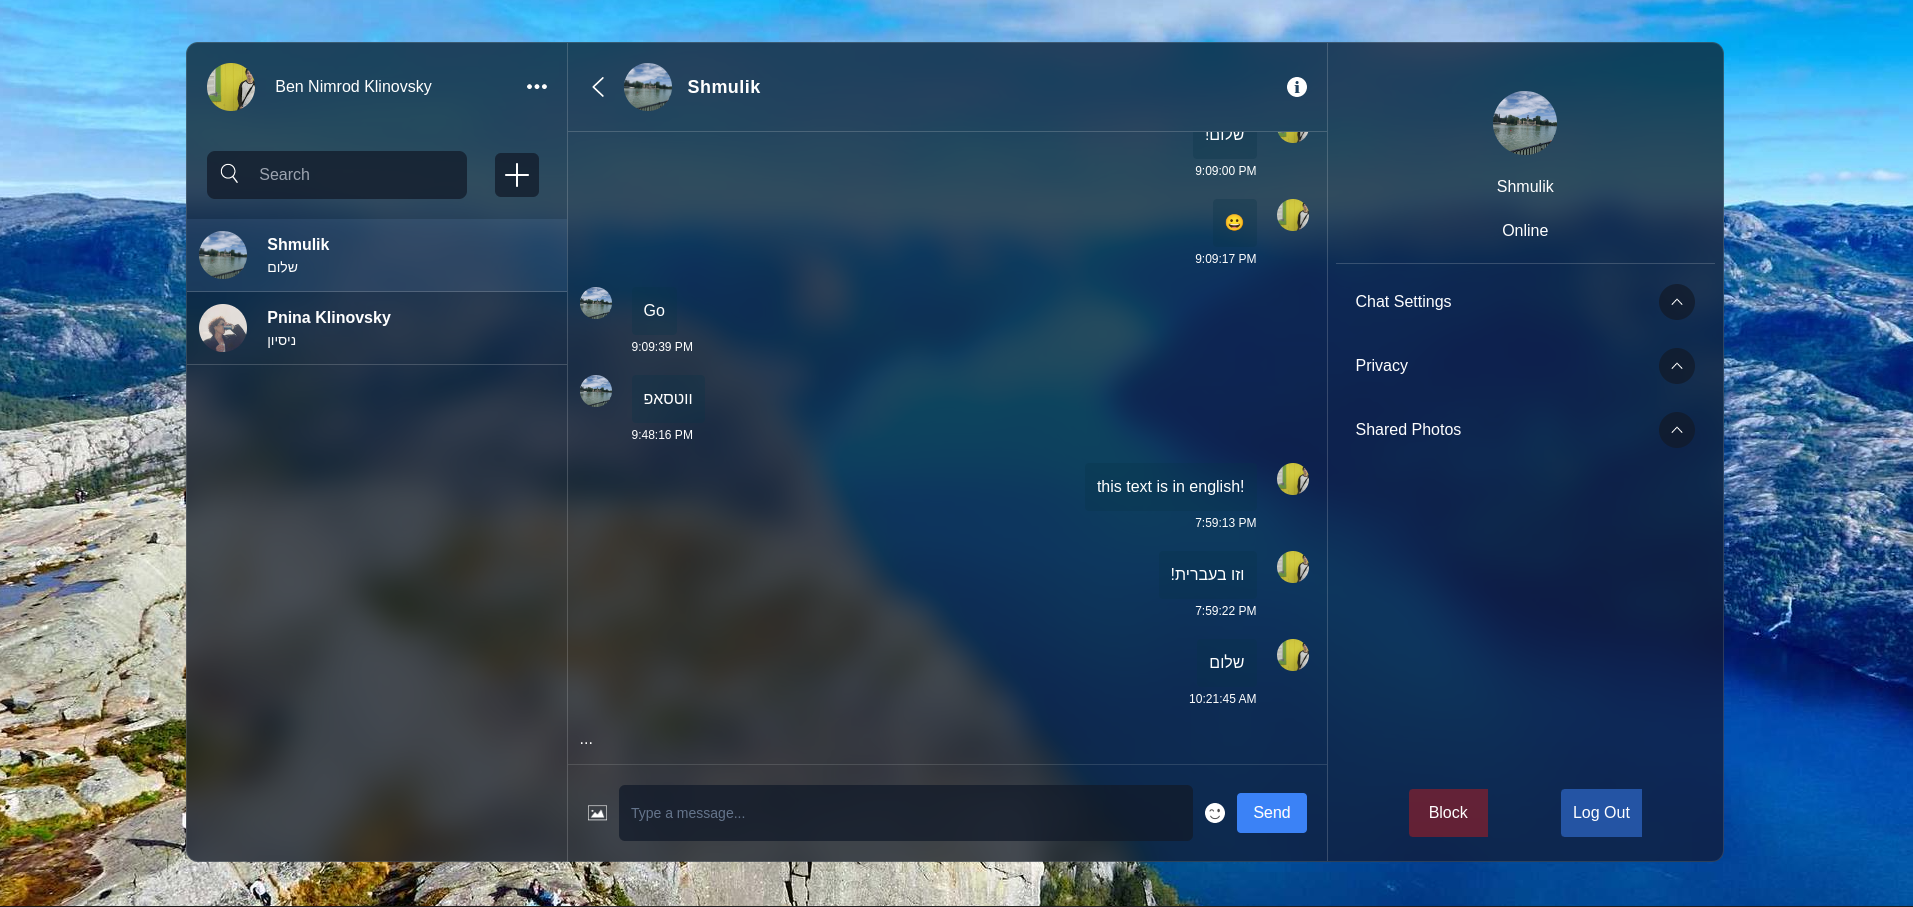 Ben Nimrod Klinovsky
Search
Shmulik
שלום
Pnina Klinovsky
ניסיון
Shmulik
שלום!
9:09:00 PM
😀
9:09:17 PM
Go
9:09:39 PM
ווטסאפ
9:48:16 PM
this text is in english!
7:59:13 PM
וזו בעברית!
7:59:22 PM
שלום
10:21:45 AM
...
Type a message...
Send
Shmulik
Online
Chat Settings
Privacy
Shared Photos
Block
Log Out